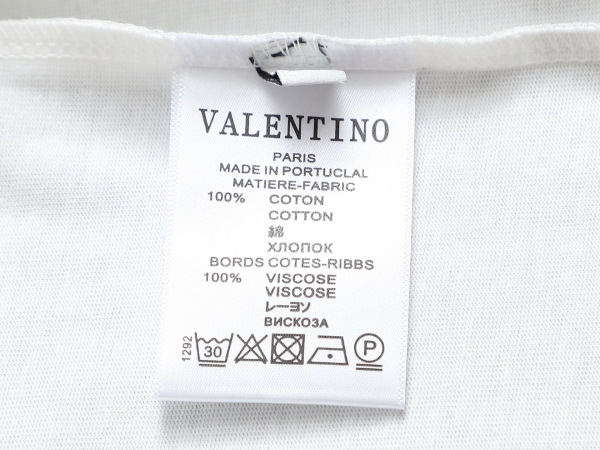 VALENTINO
PARIS
MADE IN PORTUCLAL
MATIERE-FABRIC
100% COTON
COTTON
綿
ХЛОПОК
BORDS COTES-RIBBS
100% VISCOSE
VISCOSE
レーヨン
ВИСКОЗА
1292 30 P